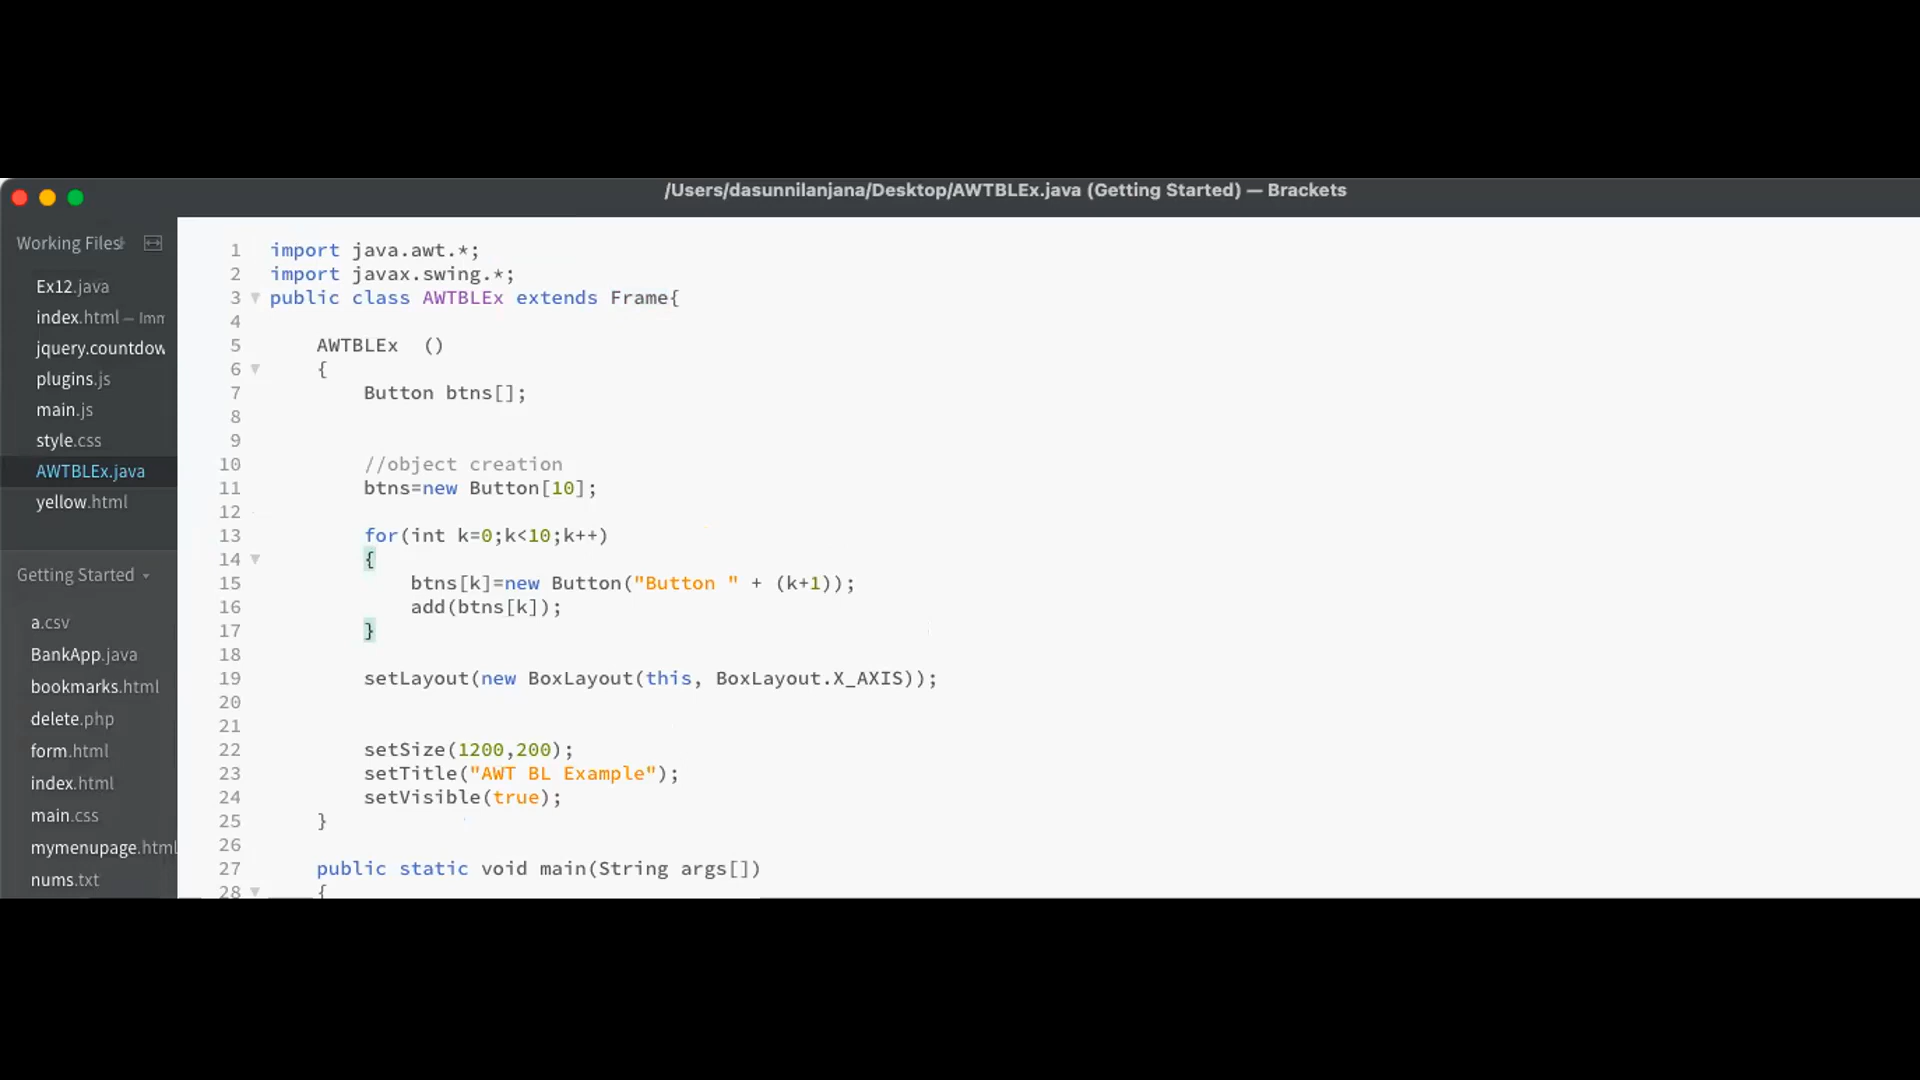 /Users/dasunnilanjana/Desktop/AWTBLEx.java (Getting Started) — Brackets
Working Files
Ex12.java
index.html — Imm
jquery.countdow
plugins.js
main.js
style.css
AWTBLEx.java
yellow.html
Getting Started
a.csv
BankApp.java
bookmarks.html
delete.php
form.html
index.html
main.css
mymenupage.html
nums.txt
1 import java.awt.*;
2 import javax.swing.*;
3 public class AWTBLEx extends Frame{
4
5     AWTBLEx  ()
6     {
7         Button btns[];
8
9
10         //object creation
11         btns=new Button[10];
12
13         for(int k=0;k<10;k++)
14         {
15             btns[k]=new Button("Button " + (k+1));
16             add(btns[k]);
17         }
18
19         setLayout(new BoxLayout(this, BoxLayout.X_AXIS));
20
21
22         setSize(1200,200);
23         setTitle("AWT BL Example");
24         setVisible(true);
25     }
26
27     public static void main(String args[])
28     {